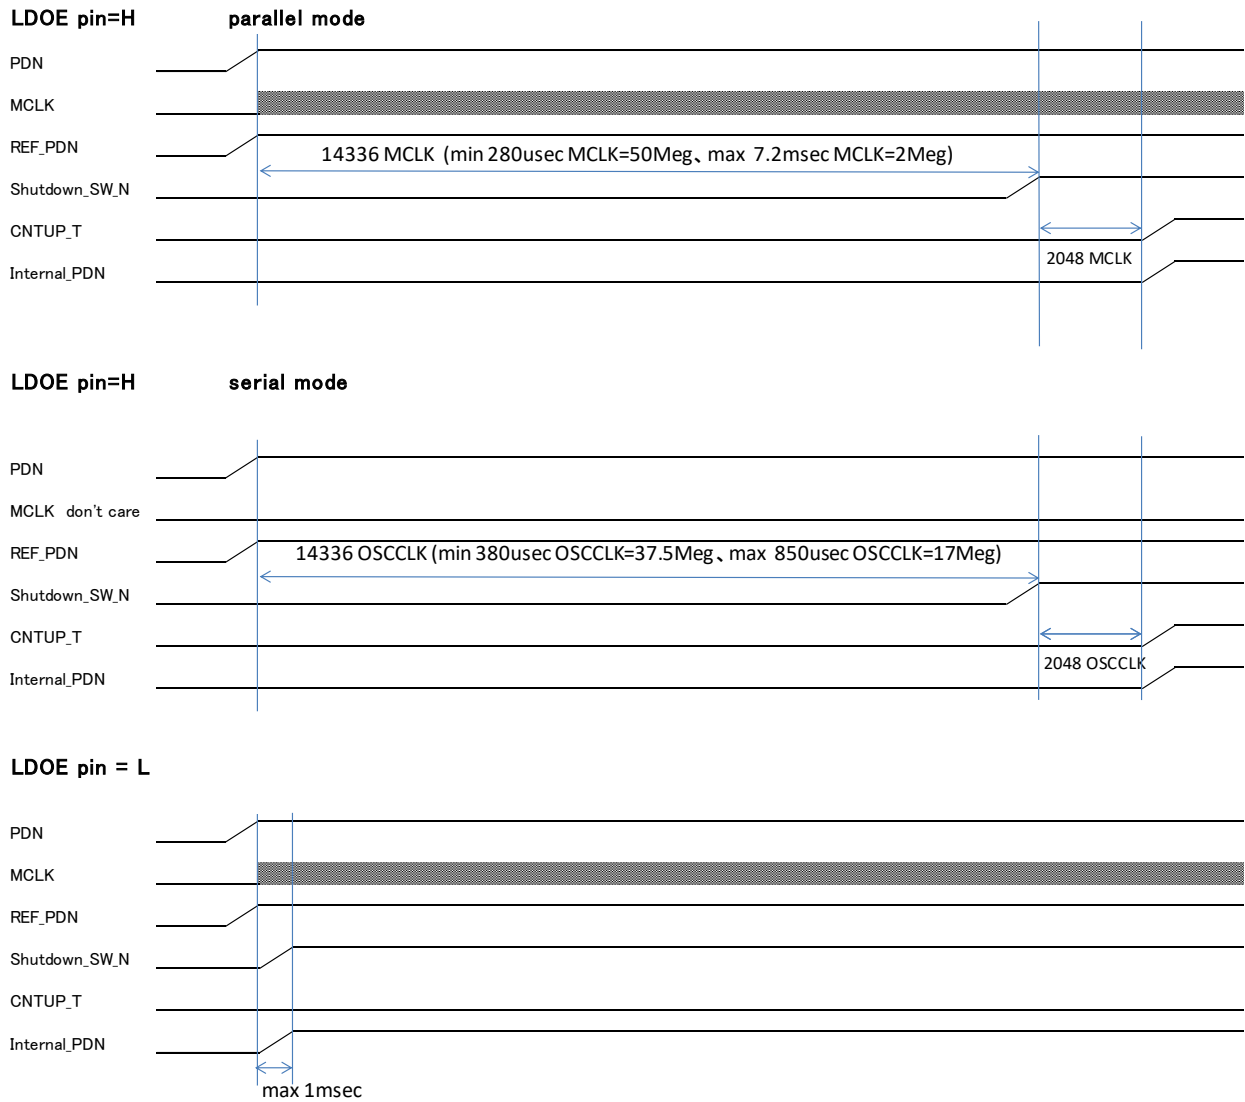 LDOE pin=H parallel mode
PDN
MCLK
REF_PDN
14336 MCLK (min 280usec MCLK=50Meg、max 7.2msec MCLK=2Meg)
Shutdown_SW_N
CNTUP_T
2048 MCLK
Internal_PDN
LDOE pin=H serial mode
PDN
MCLK don't care
REF_PDN
14336 OSCCLK (min 380usec OSCCLK=37.5Meg、max 850usec OSCCLK=17Meg)
Shutdown_SW_N
CNTUP_T
2048 OSCCLK
Internal_PDN
LDOE pin = L
PDN
MCLK
REF_PDN
Shutdown_SW_N
CNTUP_T
Internal_PDN
max 1msec